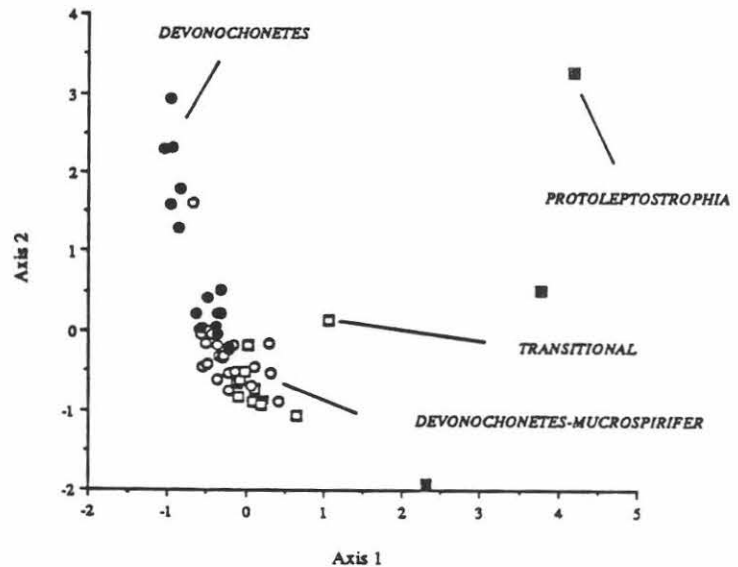 DEVONOCHONETES
PROTOLEPTOSTROPHIA
TRANSITIONAL
DEVONOCHONETES-MUCROSPIRIFER
Axis 2
4
3
2
1
0
-1
-2
-2
-1
0
1
2
3
4
5
Axis 1